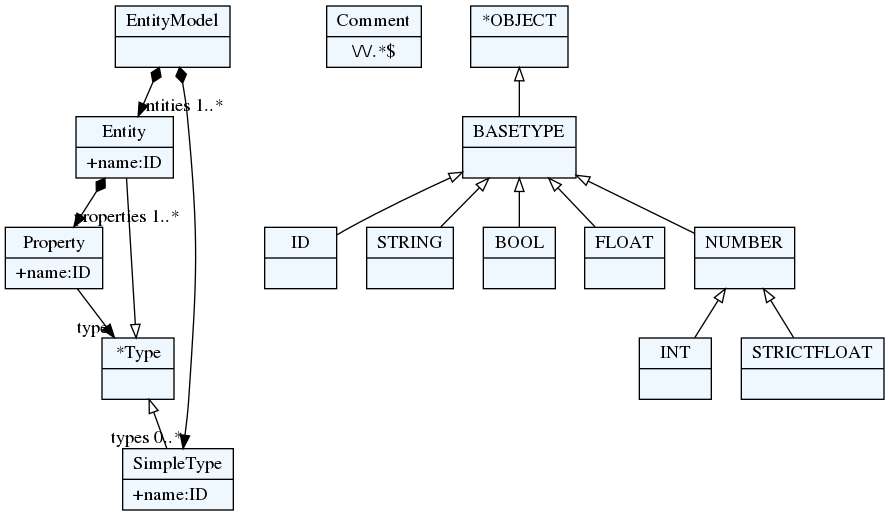 EntityModel
Comment
\/\/.*$
*OBJECT
entities 1..*
Entity
+name:ID
BASETYPE
properties 1..*
Property
+name:ID
ID
STRING
BOOL
FLOAT
NUMBER
type
*Type
INT
STRICTFLOAT
types 0..*
SimpleType
+name:ID